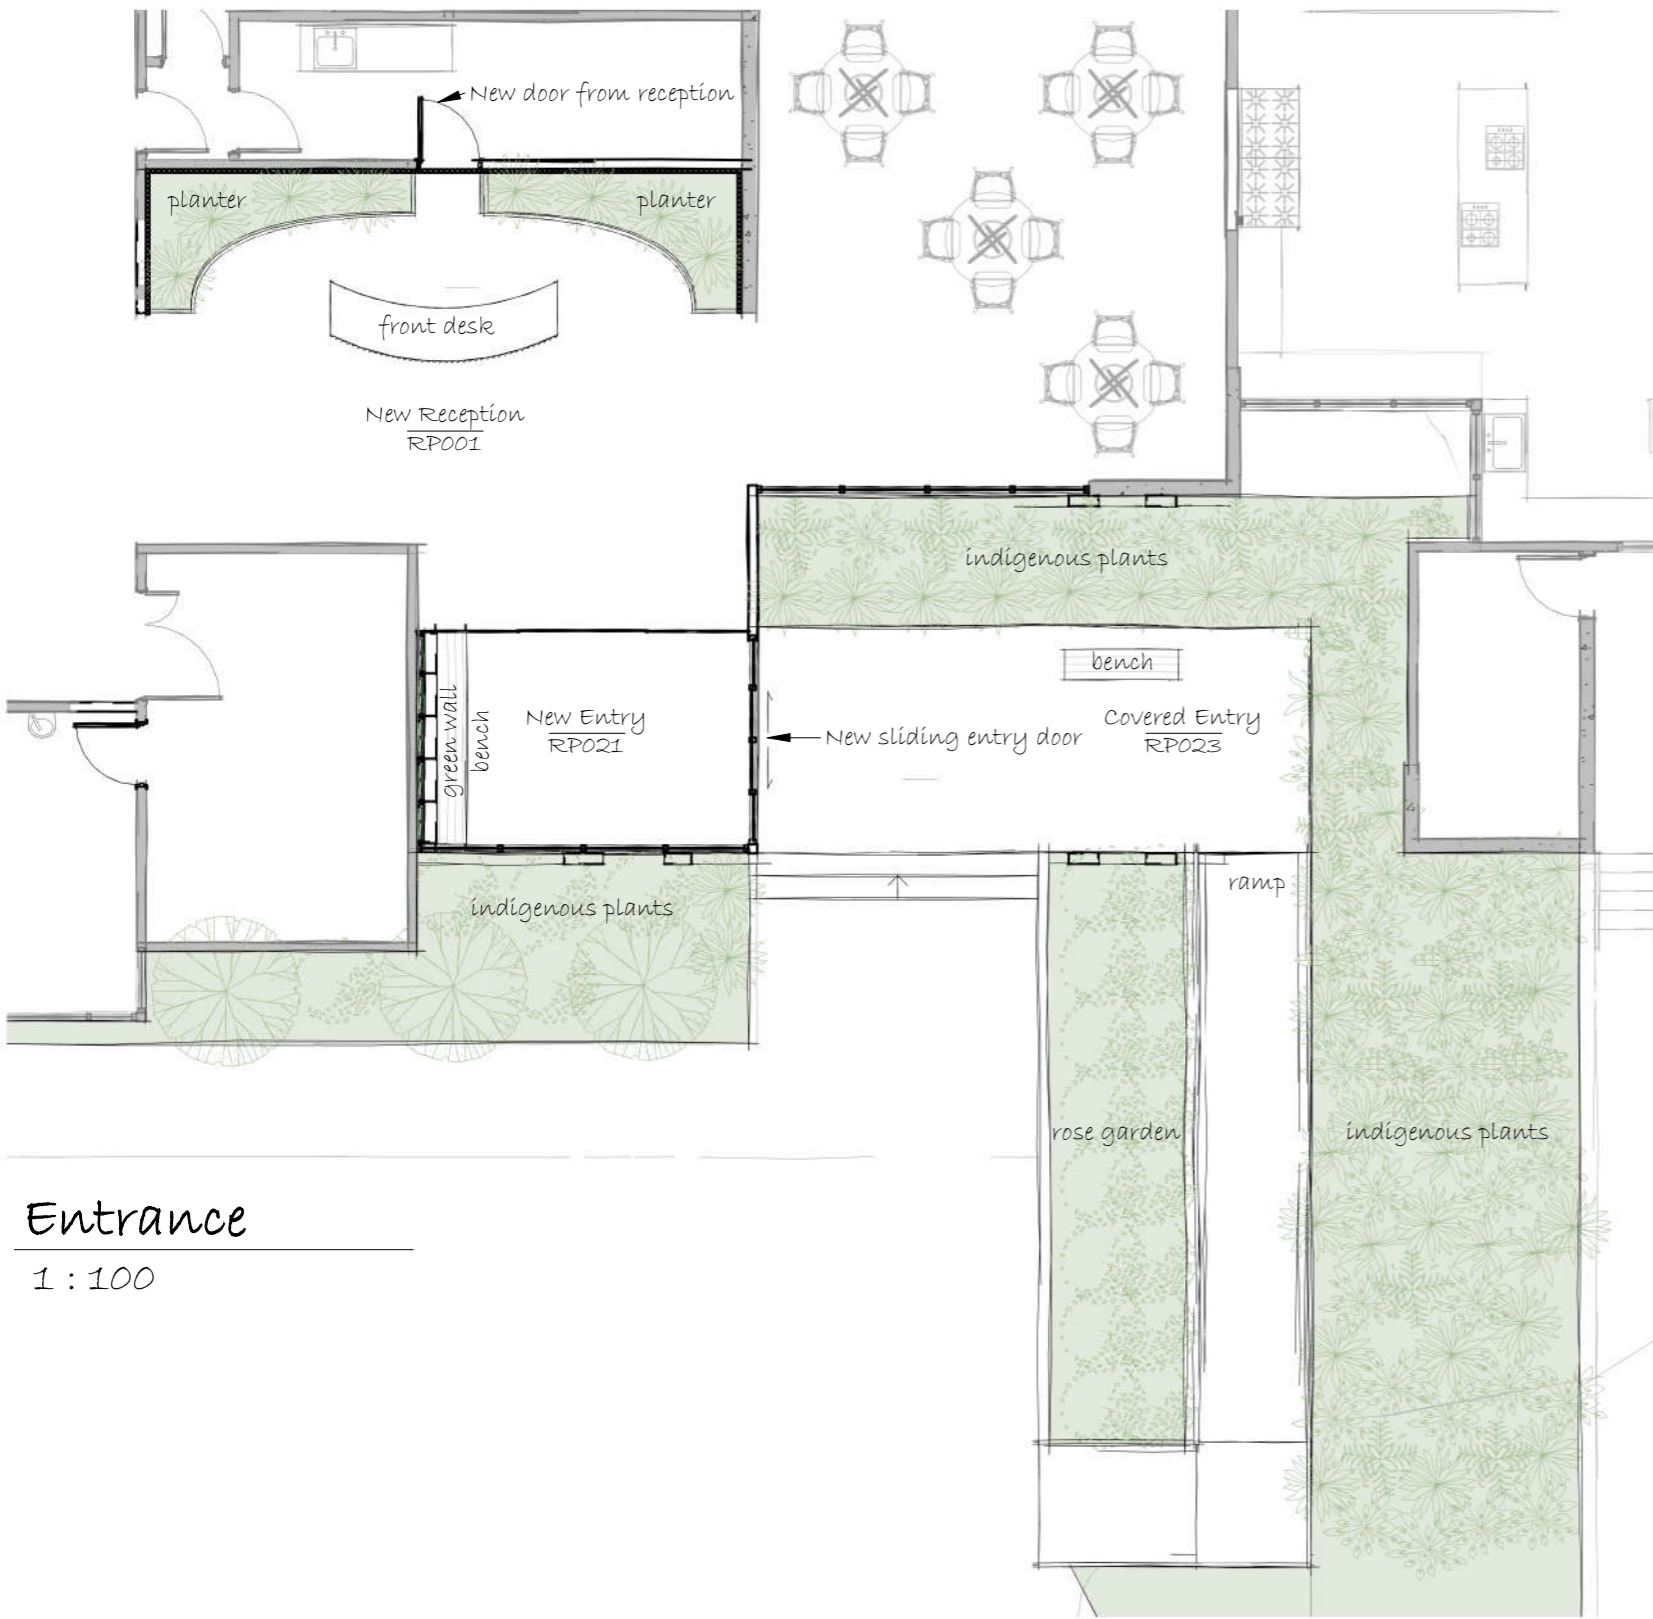 New door from reception
planter
planter
front desk
New Reception
RP001
indigenous plants
bench
green wall
bench
New Entry
RP021
New sliding entry door
Covered Entry
RP023
ramp
indigenous plants
rose garden
indigenous plants
Entrance
1 : 100